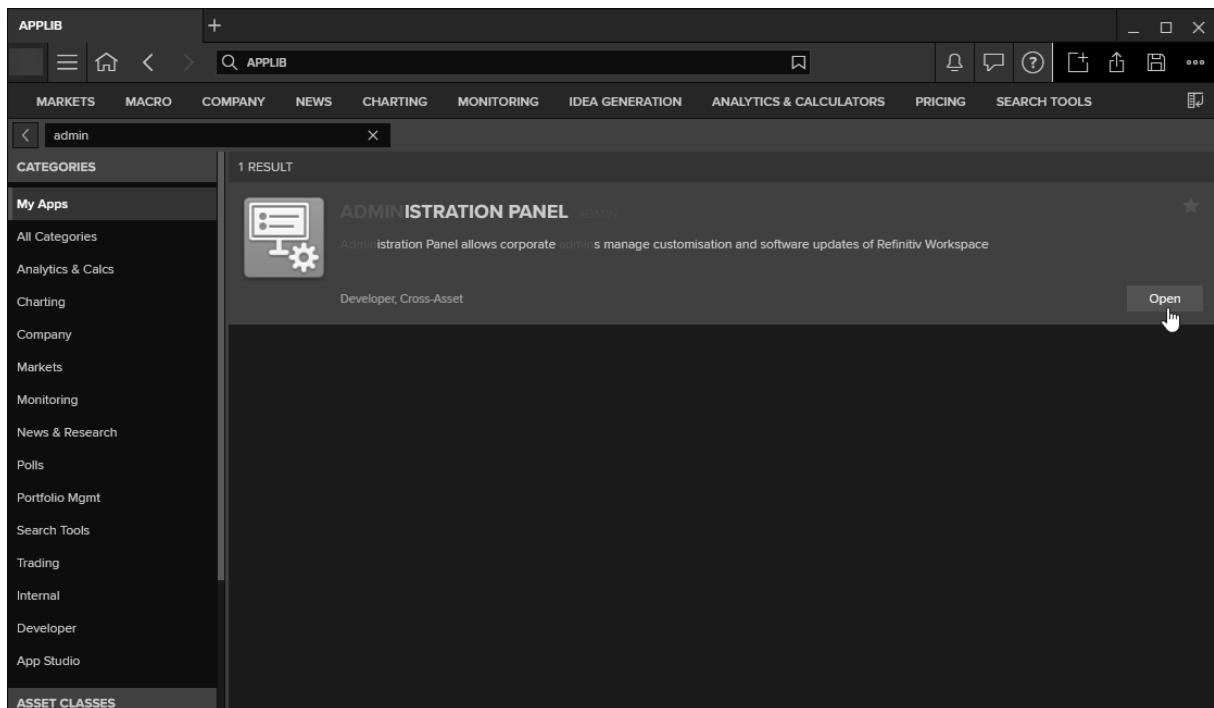 APPLIB
APPLIB
MARKETS MACRO COMPANY NEWS CHARTING MONITORING IDEA GENERATION ANALYTICS & CALCULATORS PRICING SEARCH TOOLS
admin
CATEGORIES
1 RESULT
My Apps
All Categories
Analytics & Calcs
Charting
Company
Markets
Monitoring
News & Research
Polls
Portfolio Mgmt
Search Tools
Trading
Internal
Developer
App Studio
ASSET CLASSES
ADMINISTRATION PANEL ADMIN
Administration Panel allows corporate admins manage customisation and software updates of Refinitiv Workspace
Developer, Cross-Asset
Open